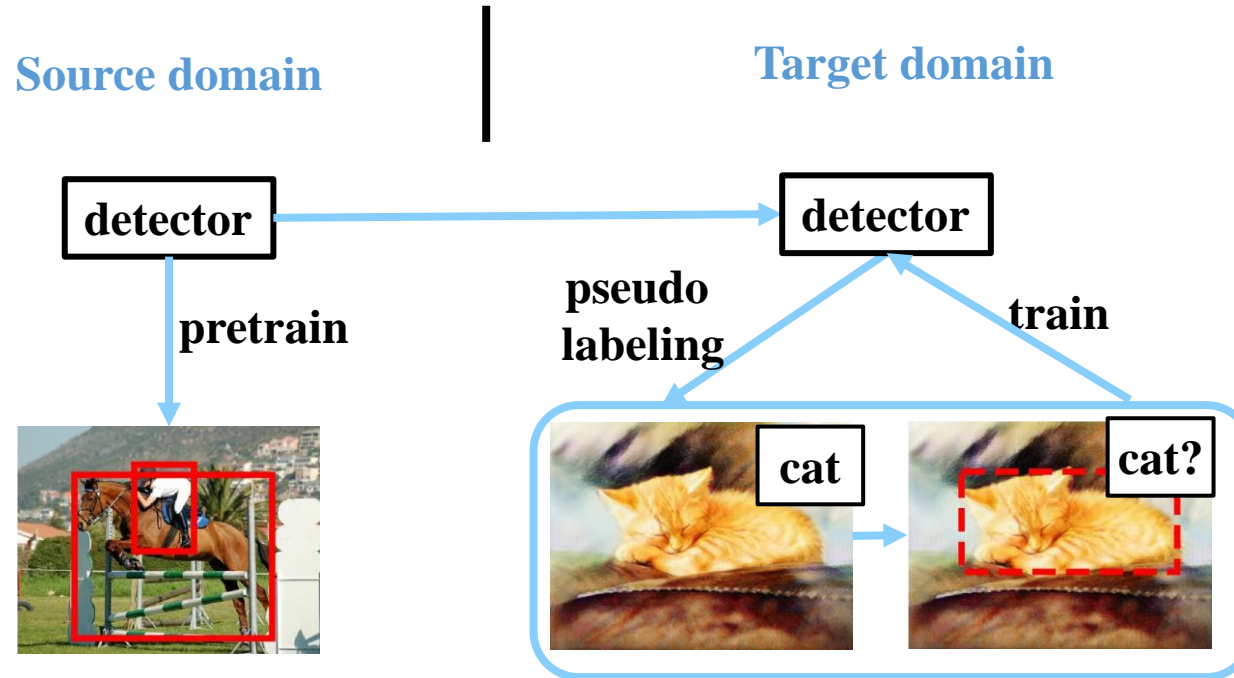 Source domain
Target domain
detector
detector
pretrain
pseudo
labeling
train
cat
cat?